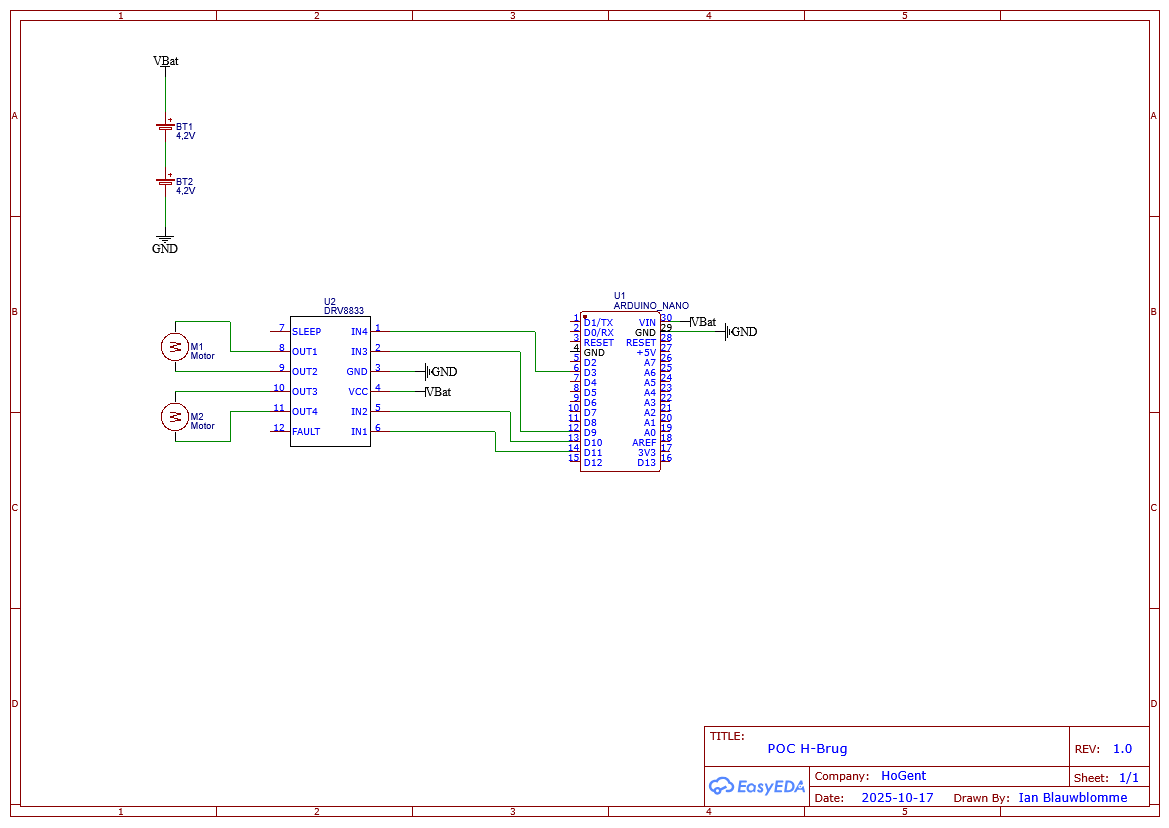 1 2 3 4 5
A A
B B
C C
D D
VBat
+
BT1
4,2V
+
BT2
4,2V
GND
M1
Motor
M2
Motor
U2
DRV8833
7 SLEEP IN4 1
8 OUT1 IN3 2
9 OUT2 GND 3 GND
10 OUT3 VCC 4 VBat
11 OUT4 IN2 5
12 FAULT IN1 6
U1
ARDUINO_NANO
1 D1/TX VIN 30 VBat
2 D0/RX GND 29 GND
3 RESET RESET 28
4 GND +5V 27
5 D2 A7 26
6 D3 A6 25
7 D4 A5 24
8 D5 A4 23
9 D6 A3 22
10 D7 A2 21
11 D8 A1 20
12 D9 A0 19
13 D10 AREF 18
14 D11 3V3 17
15 D12 D13 16
TITLE:
POC H-Brug
REV: 1.0
EasyEDA
Company: HoGent
Sheet: 1/1
Date: 2025-10-17 Drawn By: Ian Blauwblomme
1 2 3 4 5